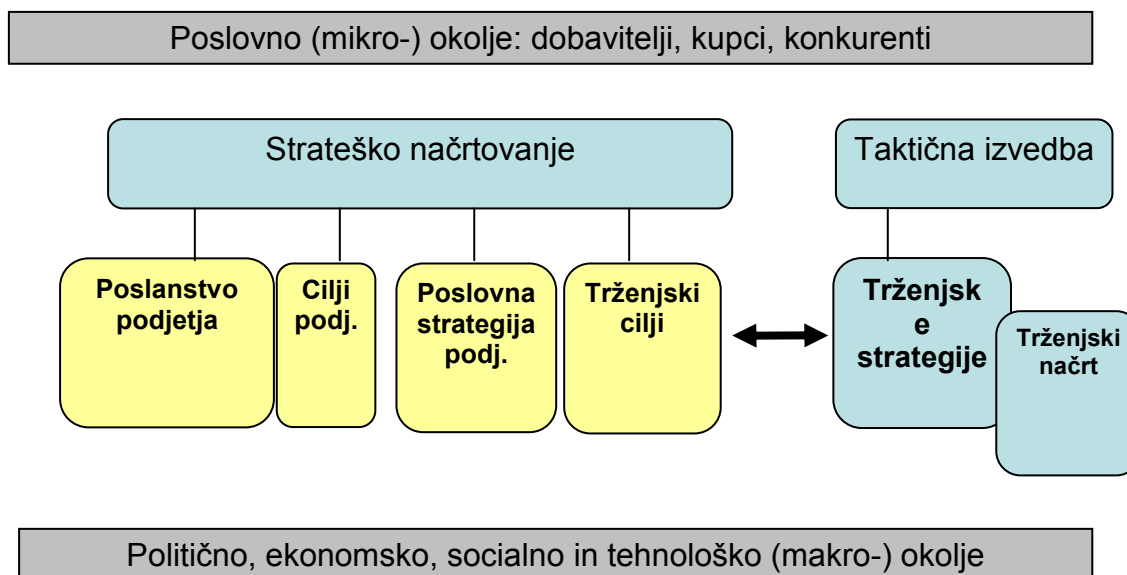 Poslovno (mikro-) okolje: dobavitelji, kupci, konkurenti
Strateško načrtovanje
Taktična izvedba
Poslanstvo
podjetja
Cilji
podj.
Poslovna
strategija
podj.
Trženjski
cilji
Trženjsk
e
strategije
Trženjski
načrt
Politično, ekonomsko, socialno in tehnološko (makro-) okolje